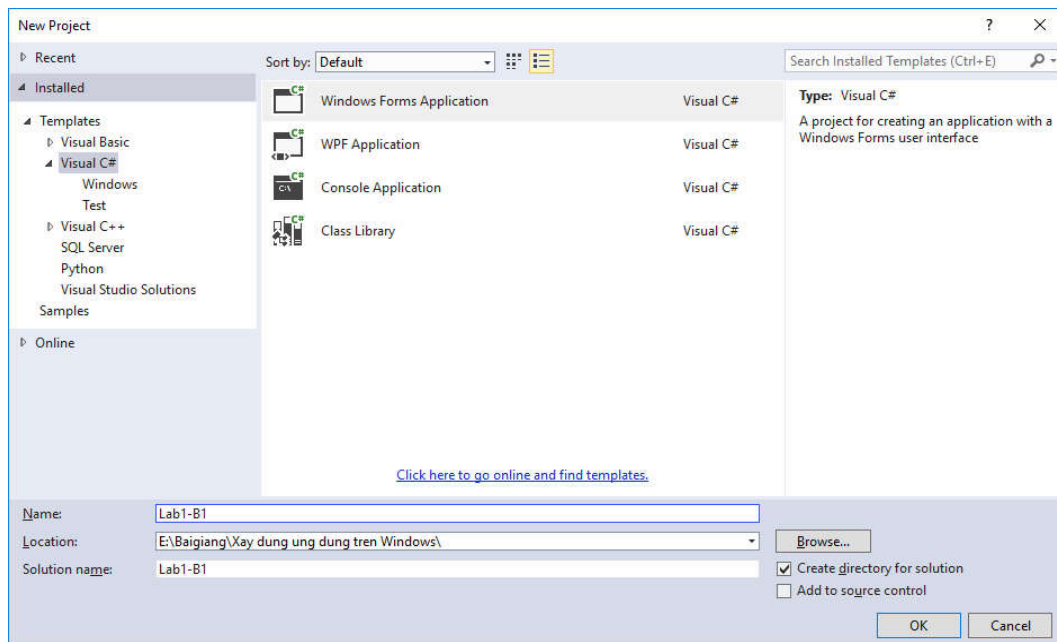 New Project
?
Recent
Installed
Templates
Visual Basic
Visual C#
Windows
Test
Visual C++
SQL Server
Python
Visual Studio Solutions
Samples
Online
Sort by: Default
Search Installed Templates (Ctrl+E)
C# Windows Forms Application Visual C#
C# WPF Application Visual C#
C# C:\ Console Application Visual C#
C# Class Library Visual C#
Click here to go online and find templates.
Type: Visual C#
A project for creating an application with a
Windows Forms user interface
Name: Lab1-B1
Location: E:\Baigiang\Xay dung ung dung tren Windows\ Browse...
Solution name: Lab1-B1
Create directory for solution
Add to source control
OK Cancel